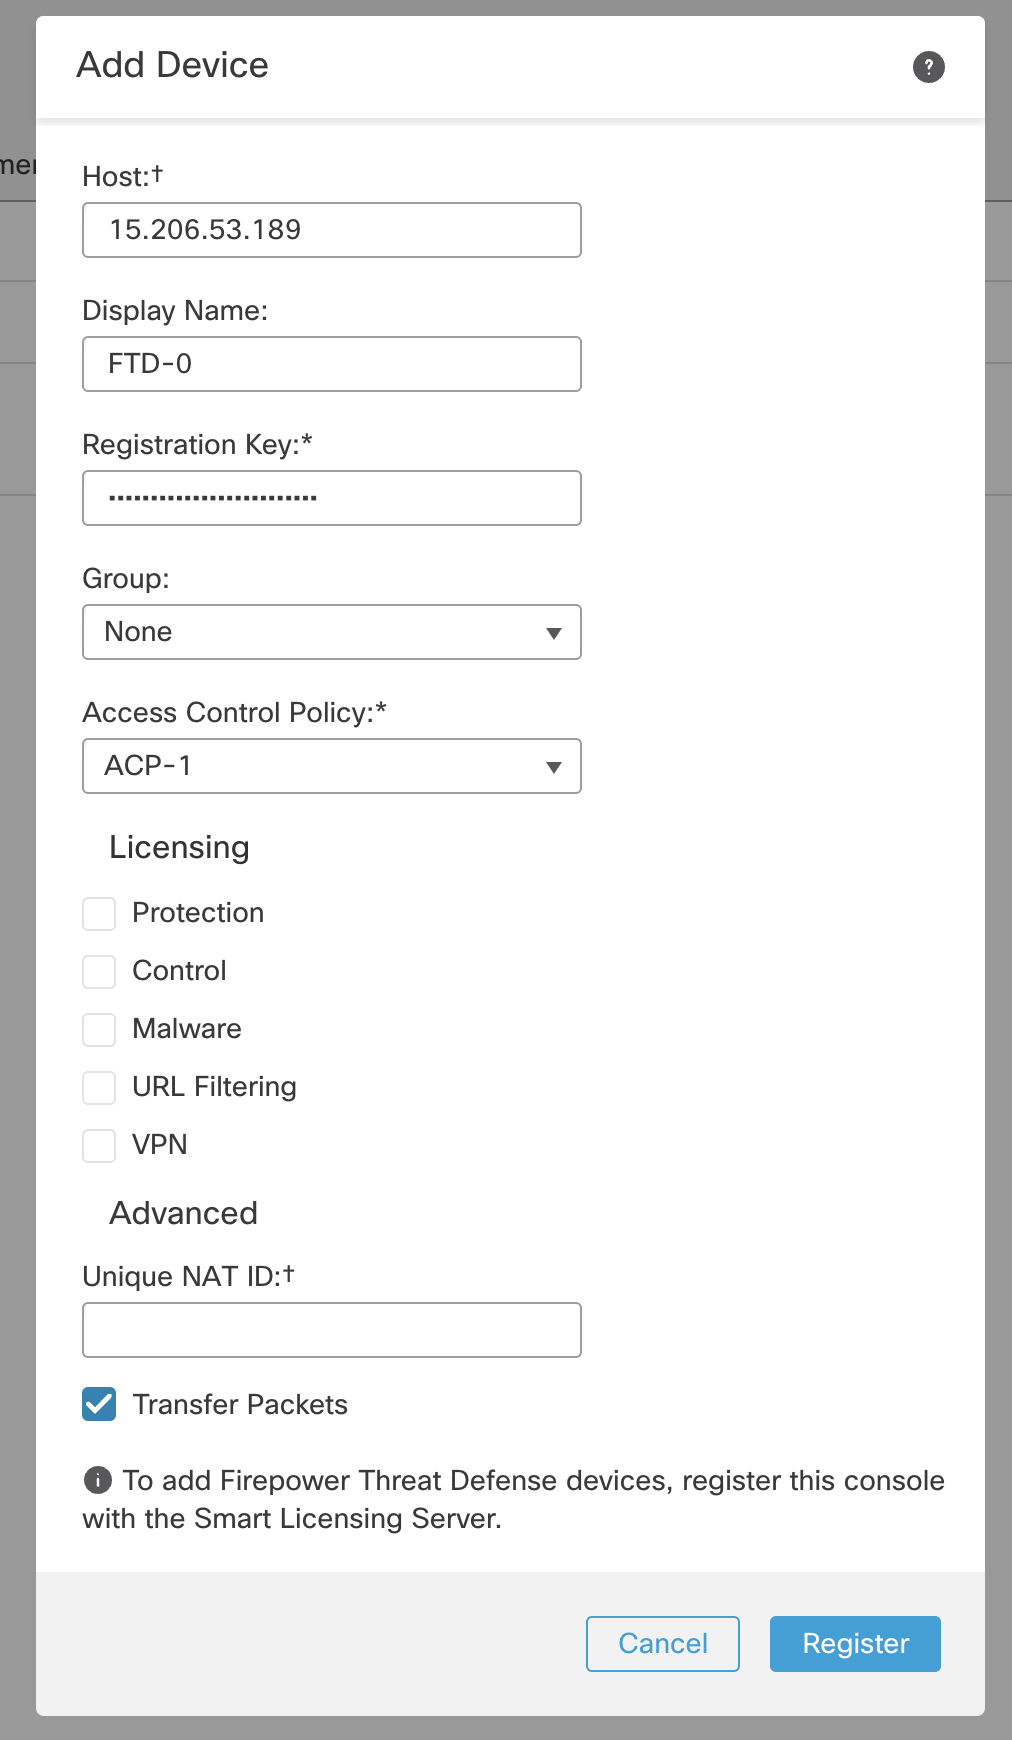 Add Device
?
Host:†
15.206.53.189
Display Name:
FTD-0
Registration Key:*
Group:
None
Access Control Policy:*
ACP-1
Licensing
Protection
Control
Malware
URL Filtering
VPN
Advanced
Unique NAT ID:†
Transfer Packets
To add Firepower Threat Defense devices, register this console
with the Smart Licensing Server.
Cancel
Register